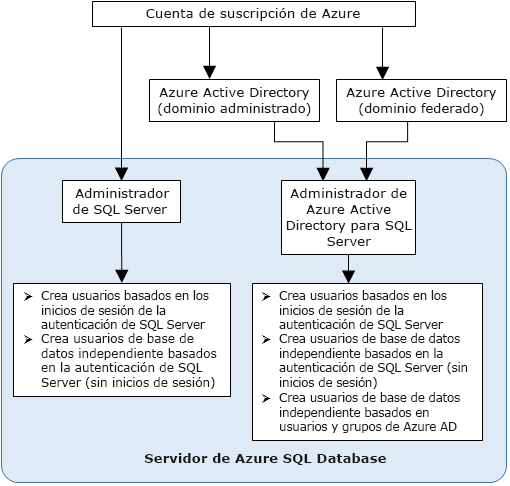 Cuenta de suscripción de Azure
Azure Active Directory
(dominio administrado)
Azure Active Directory
(dominio federado)
Administrador
de SQL Server
Administrador de
Azure Active
Directory para SQL
Server
➢ Crea usuarios basados en los
inicios de sesión de la
autenticación de SQL Server
➢ Crea usuarios de base de
datos independiente basados
en la autenticación de SQL
Server (sin inicios de sesión)
➢ Crea usuarios basados en los
inicios de sesión de la
autenticación de SQL Server
➢ Crea usuarios de base de datos
independiente basados en la
autenticación de SQL Server (sin
inicios de sesión)
➢ Crea usuarios de base de datos
independiente basados en
usuarios y grupos de Azure AD
Servidor de Azure SQL Database